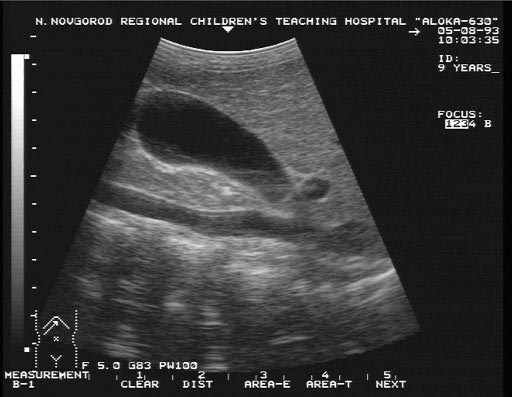 N.NOVGOROD REGIONAL CHILDREN'S TEACHING HOSPITAL "ALOKA-630"
→ 05-08-93
10:03:35
ID:
9 YEARS_
FOCUS:
1234 B
F 5.0 G83 PW100
MEASUREMENT 1 2 3 4 5
B-1 CLEAR DIST AREA-E AREA-T NEXT